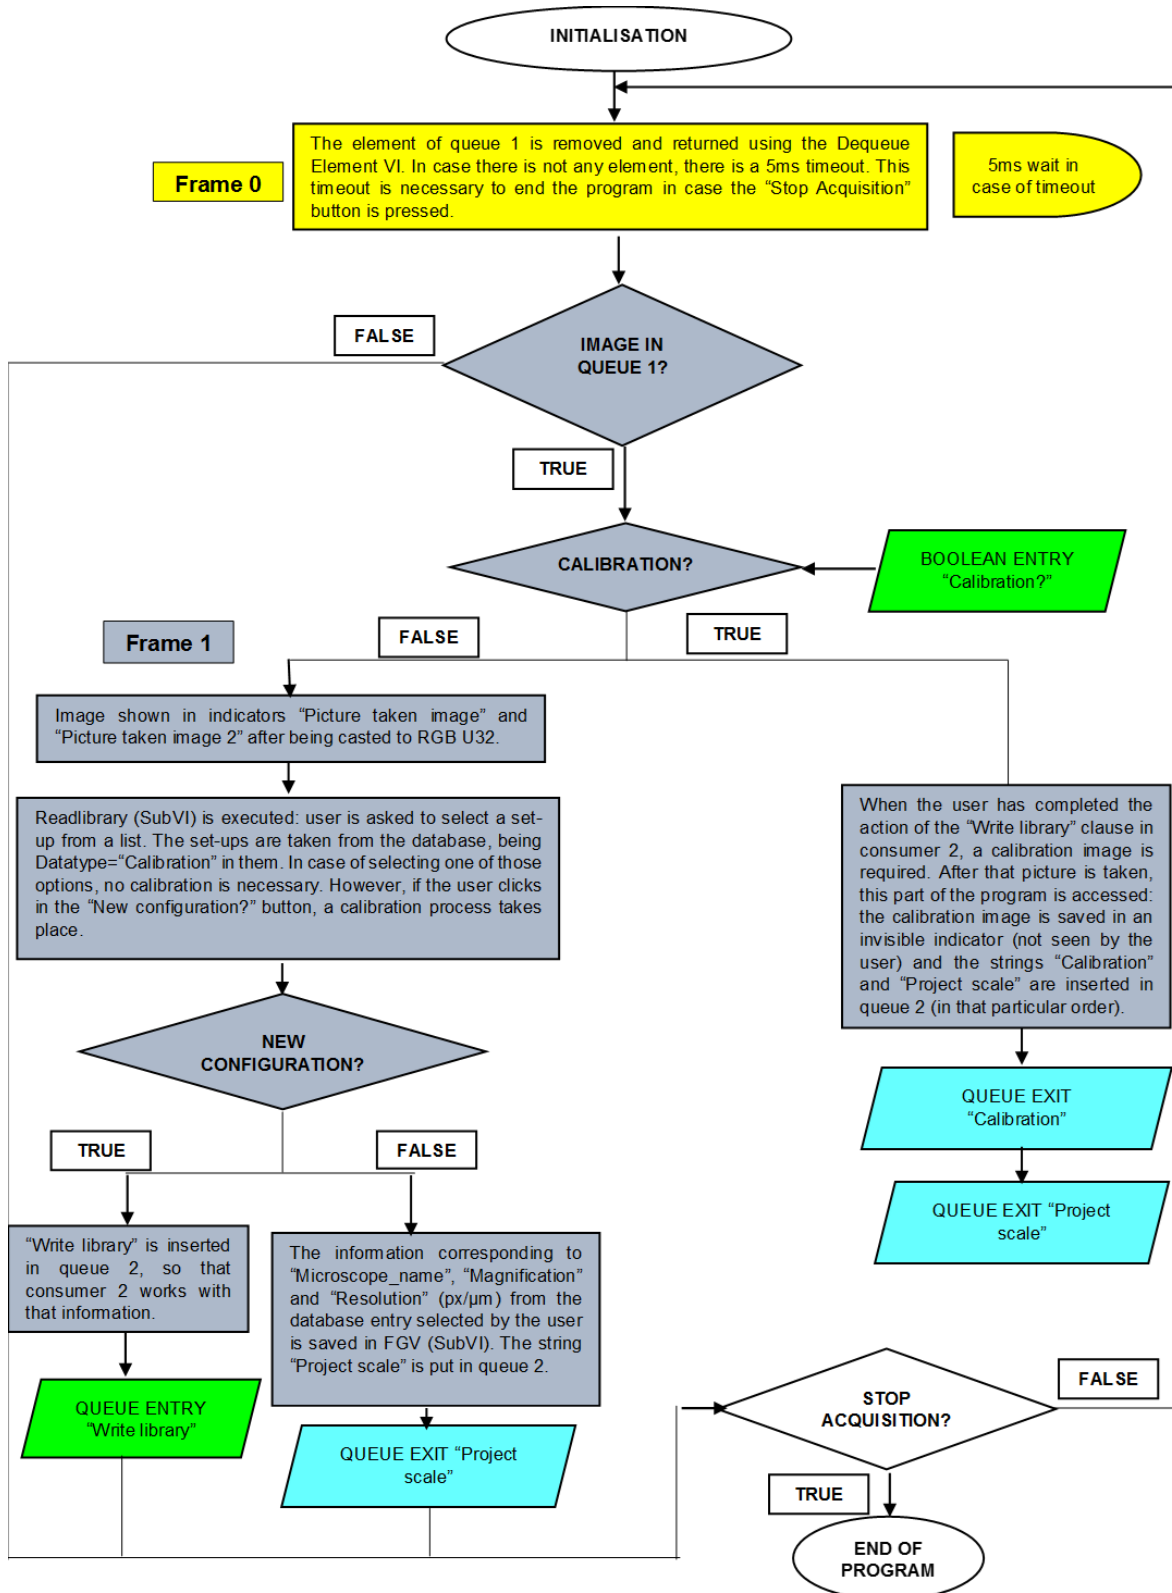 INITIALISATION
Frame 0
The element of queue 1 is removed and returned using the Dequeue
Element VI. In case there is not any element, there is a 5ms timeout. This
timeout is necessary to end the program in case the “Stop Acquisition”
button is pressed.
5ms wait in
case of timeout
FALSE
IMAGE IN
QUEUE 1?
TRUE
CALIBRATION?
BOOLEAN ENTRY
“Calibration?”
Frame 1
FALSE
TRUE
Image shown in indicators “Picture taken image” and
“Picture taken image 2” after being casted to RGB U32.
Readlibrary (SubVI) is executed: user is asked to select a set-
up from a list. The set-ups are taken from the database, being
Datatype=“Calibration” in them. In case of selecting one of those
options, no calibration is necessary. However, if the user clicks
in the “New configuration?” button, a calibration process takes
place.
When the user has completed the
action of the “Write library” clause in
consumer 2, a calibration image is
required. After that picture is taken,
this part of the program is accessed:
the calibration image is saved in an
invisible indicator (not seen by the
user) and the strings “Calibration”
and “Project scale” are inserted in
queue 2 (in that particular order).
NEW
CONFIGURATION?
QUEUE EXIT
“Calibration”
TRUE
FALSE
QUEUE EXIT “Project
scale”
“Write library” is inserted
in queue 2, so that
consumer 2 works with
that information.
The information corresponding to
“Microscope_name”, “Magnification”
and “Resolution” (px/µm) from the
database entry selected by the user
is saved in FGV (SubVI). The string
“Project scale” is put in queue 2.
QUEUE ENTRY
“Write library”
QUEUE EXIT “Project
scale”
STOP
ACQUISITION?
FALSE
TRUE
END OF
PROGRAM